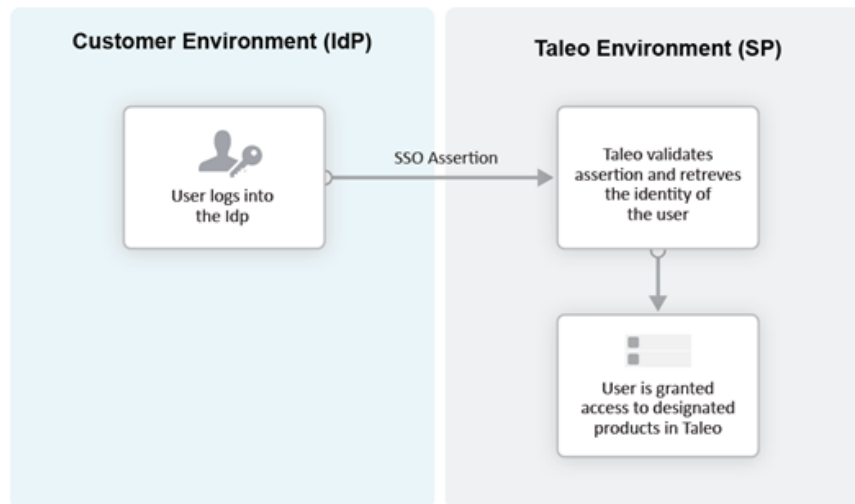 Customer Environment (IdP)
Taleo Environment (SP)
User logs into
the Idp
SSO Assertion
Taleo validates
assertion and retreves
the identity of
the user
User is granted
access to designated
products in Taleo